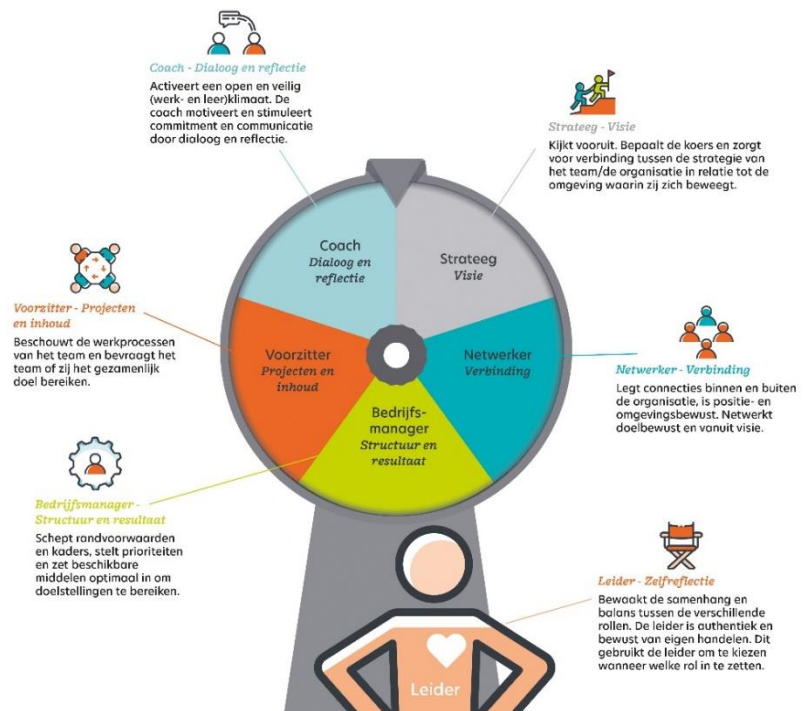 Coach - Dialoog en reflectie
Activeert een open en veilig
(werk- en leer)klimaat. De
coach motiveert en stimuleert
commitment en communicatie
door dialoog en reflectie.
Strateeg - Visie
Kijkt vooruit. Bepaalt de koers en zorgt
voor verbinding tussen de strategie van
het team/de organisatie in relatie tot de
omgeving waarin zij zich beweegt.
Coach
Dialoog en
reflectie
Strateeg
Visie
Voorzitter - Projecten
en inhoud
Beschouwt de werkprocessen
van het team en bevraagt het
team of zij het gezamenlijk
doel bereiken.
Voorzitter
Projecten en
inhoud
Netwerker
Verbinding
Netwerker - Verbinding
Legt connecties binnen en buiten
de organisatie, is positie- en
omgevingsbewust. Netwerkt
doelbewust en vanuit visie.
Bedrijfs-
manager
Structuur en
resultaat
Bedrijfsmanager -
Structuur en resultaat
Schept randvoorwaarden
en kaders, stelt prioriteiten
en zet beschikbare
middelen optimaal in om
doelstellingen te bereiken.
Leider - Zelfreflectie
Bewaakt de samenhang en
balans tussen de verschillende
rollen. De leider is authentiek en
bewust van eigen handelen. Dit
gebruikt de leider om te kiezen
wanneer welke rol in te zetten.
Leider